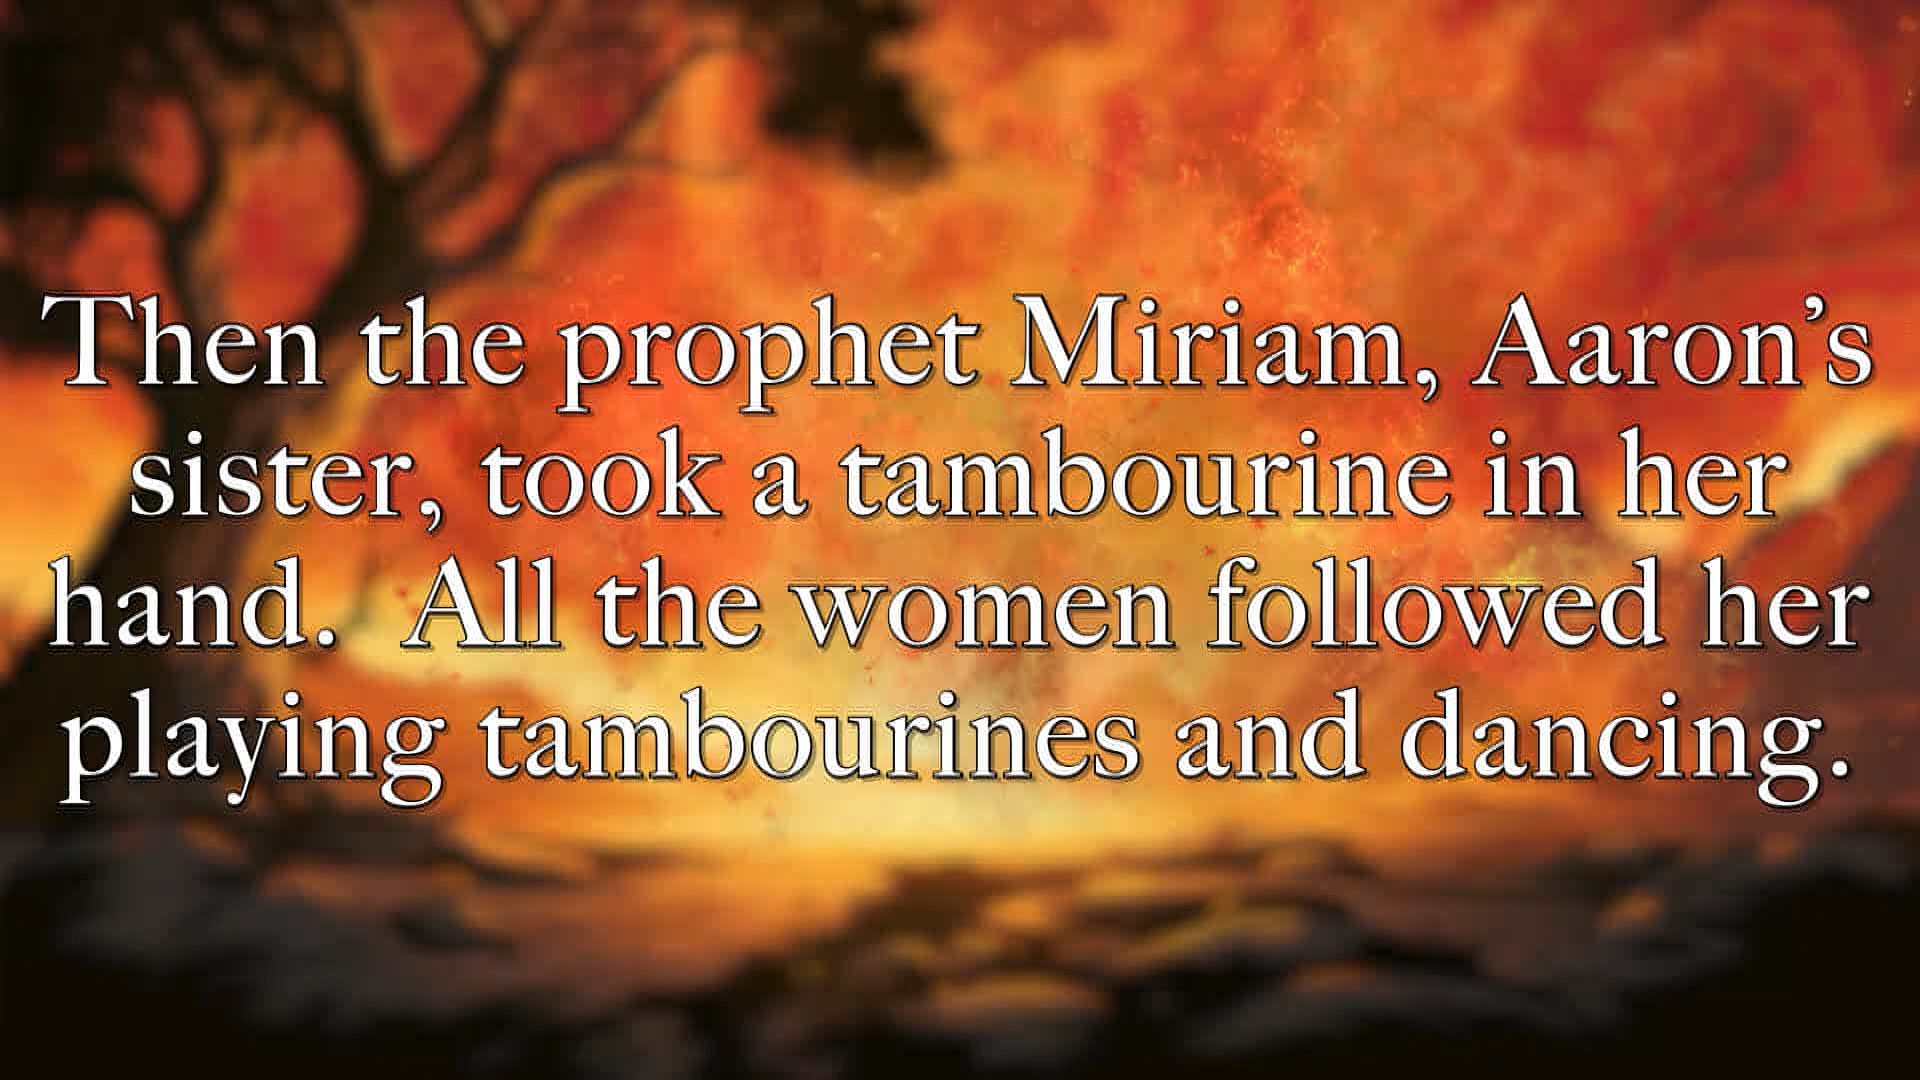 Then the prophet Miriam, Aaron’s
sister, took a tambourine in her
hand.  All the women followed her
playing tambourines and dancing.